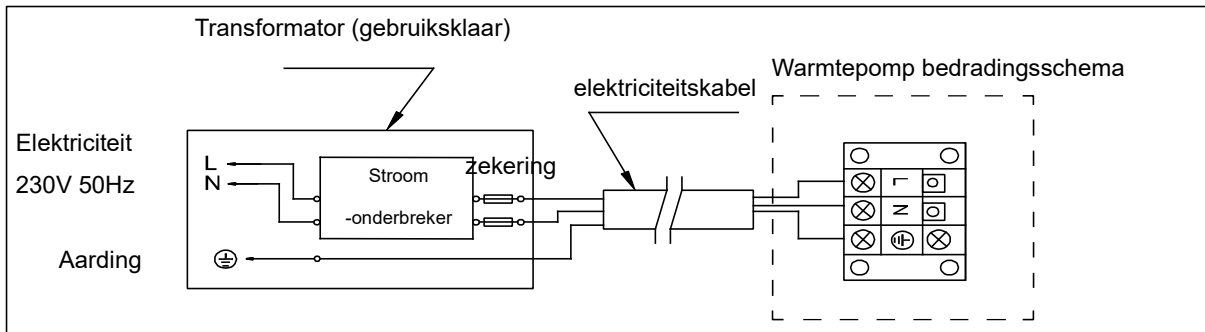 Transformator (gebruiksklaar)
Warmtepomp bedradingsschema
elektriciteitskabel
Elektriciteit
230V 50Hz
L
N
Stroom
-onderbreker
zekering
Aarding
L
N